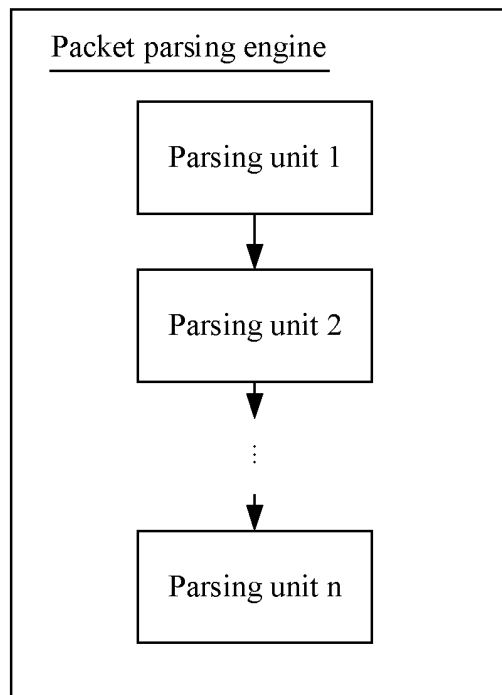 Packet parsing engine
Parsing unit 1
Parsing unit 2
⋮
Parsing unit n